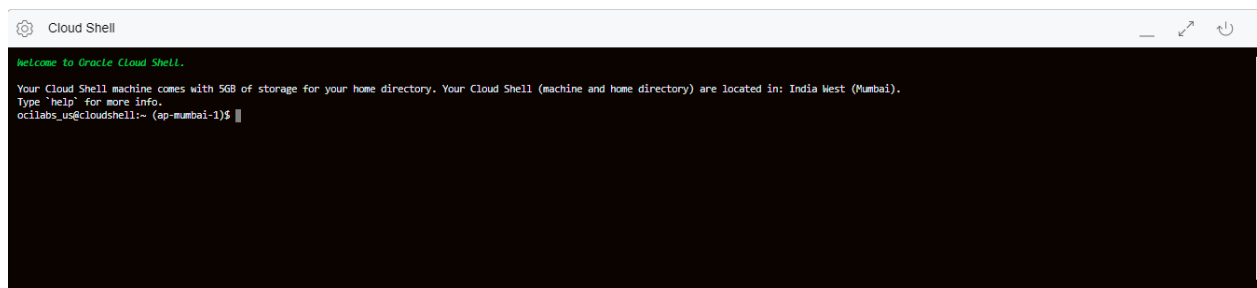 Cloud Shell
Welcome to Oracle Cloud Shell.
Your Cloud Shell machine comes with 5GB of storage for your home directory. Your Cloud Shell (machine and home directory) are located in: India West (Mumbai).
Type `help` for more info.
ocilabs_us@cloudshell:~ (ap-mumbai-1)$